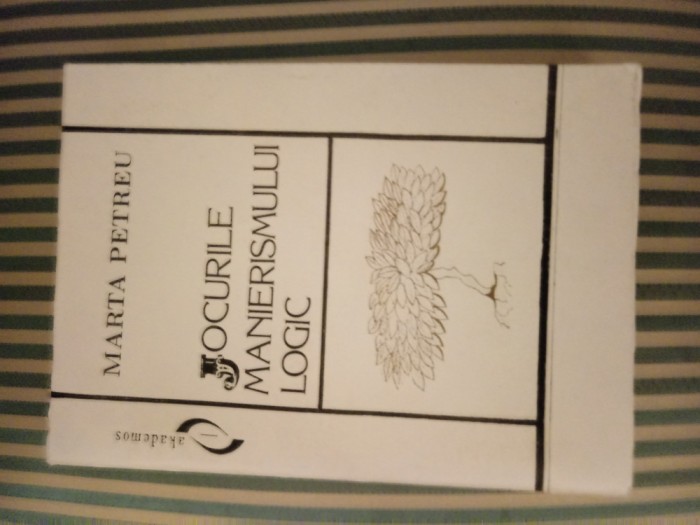 MARTA PETREU
JOCURILE
MANIERISMULUI
LOGIC
akademos